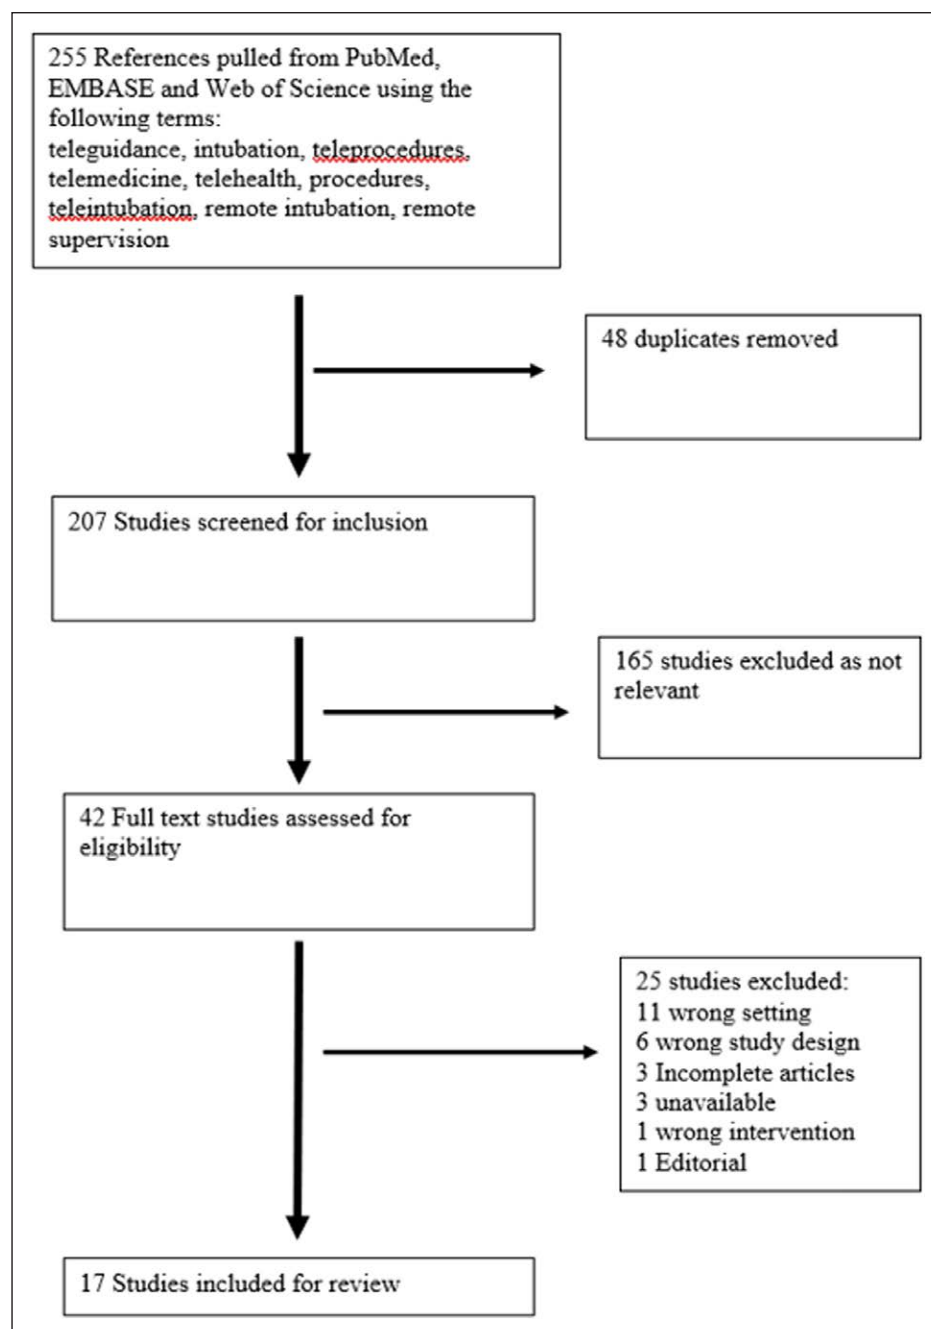 255 References pulled from PubMed,
EMBASE and Web of Science using the
following terms:
teleguidance, intubation, teleprocedures,
telemedicine, telehealth, procedures,
teleintubation, remote intubation, remote
supervision
48 duplicates removed
207 Studies screened for inclusion
165 studies excluded as not
relevant
42 Full text studies assessed for
eligibility
25 studies excluded:
11 wrong setting
6 wrong study design
3 Incomplete articles
3 unavailable
1 wrong intervention
1 Editorial
17 Studies included for review